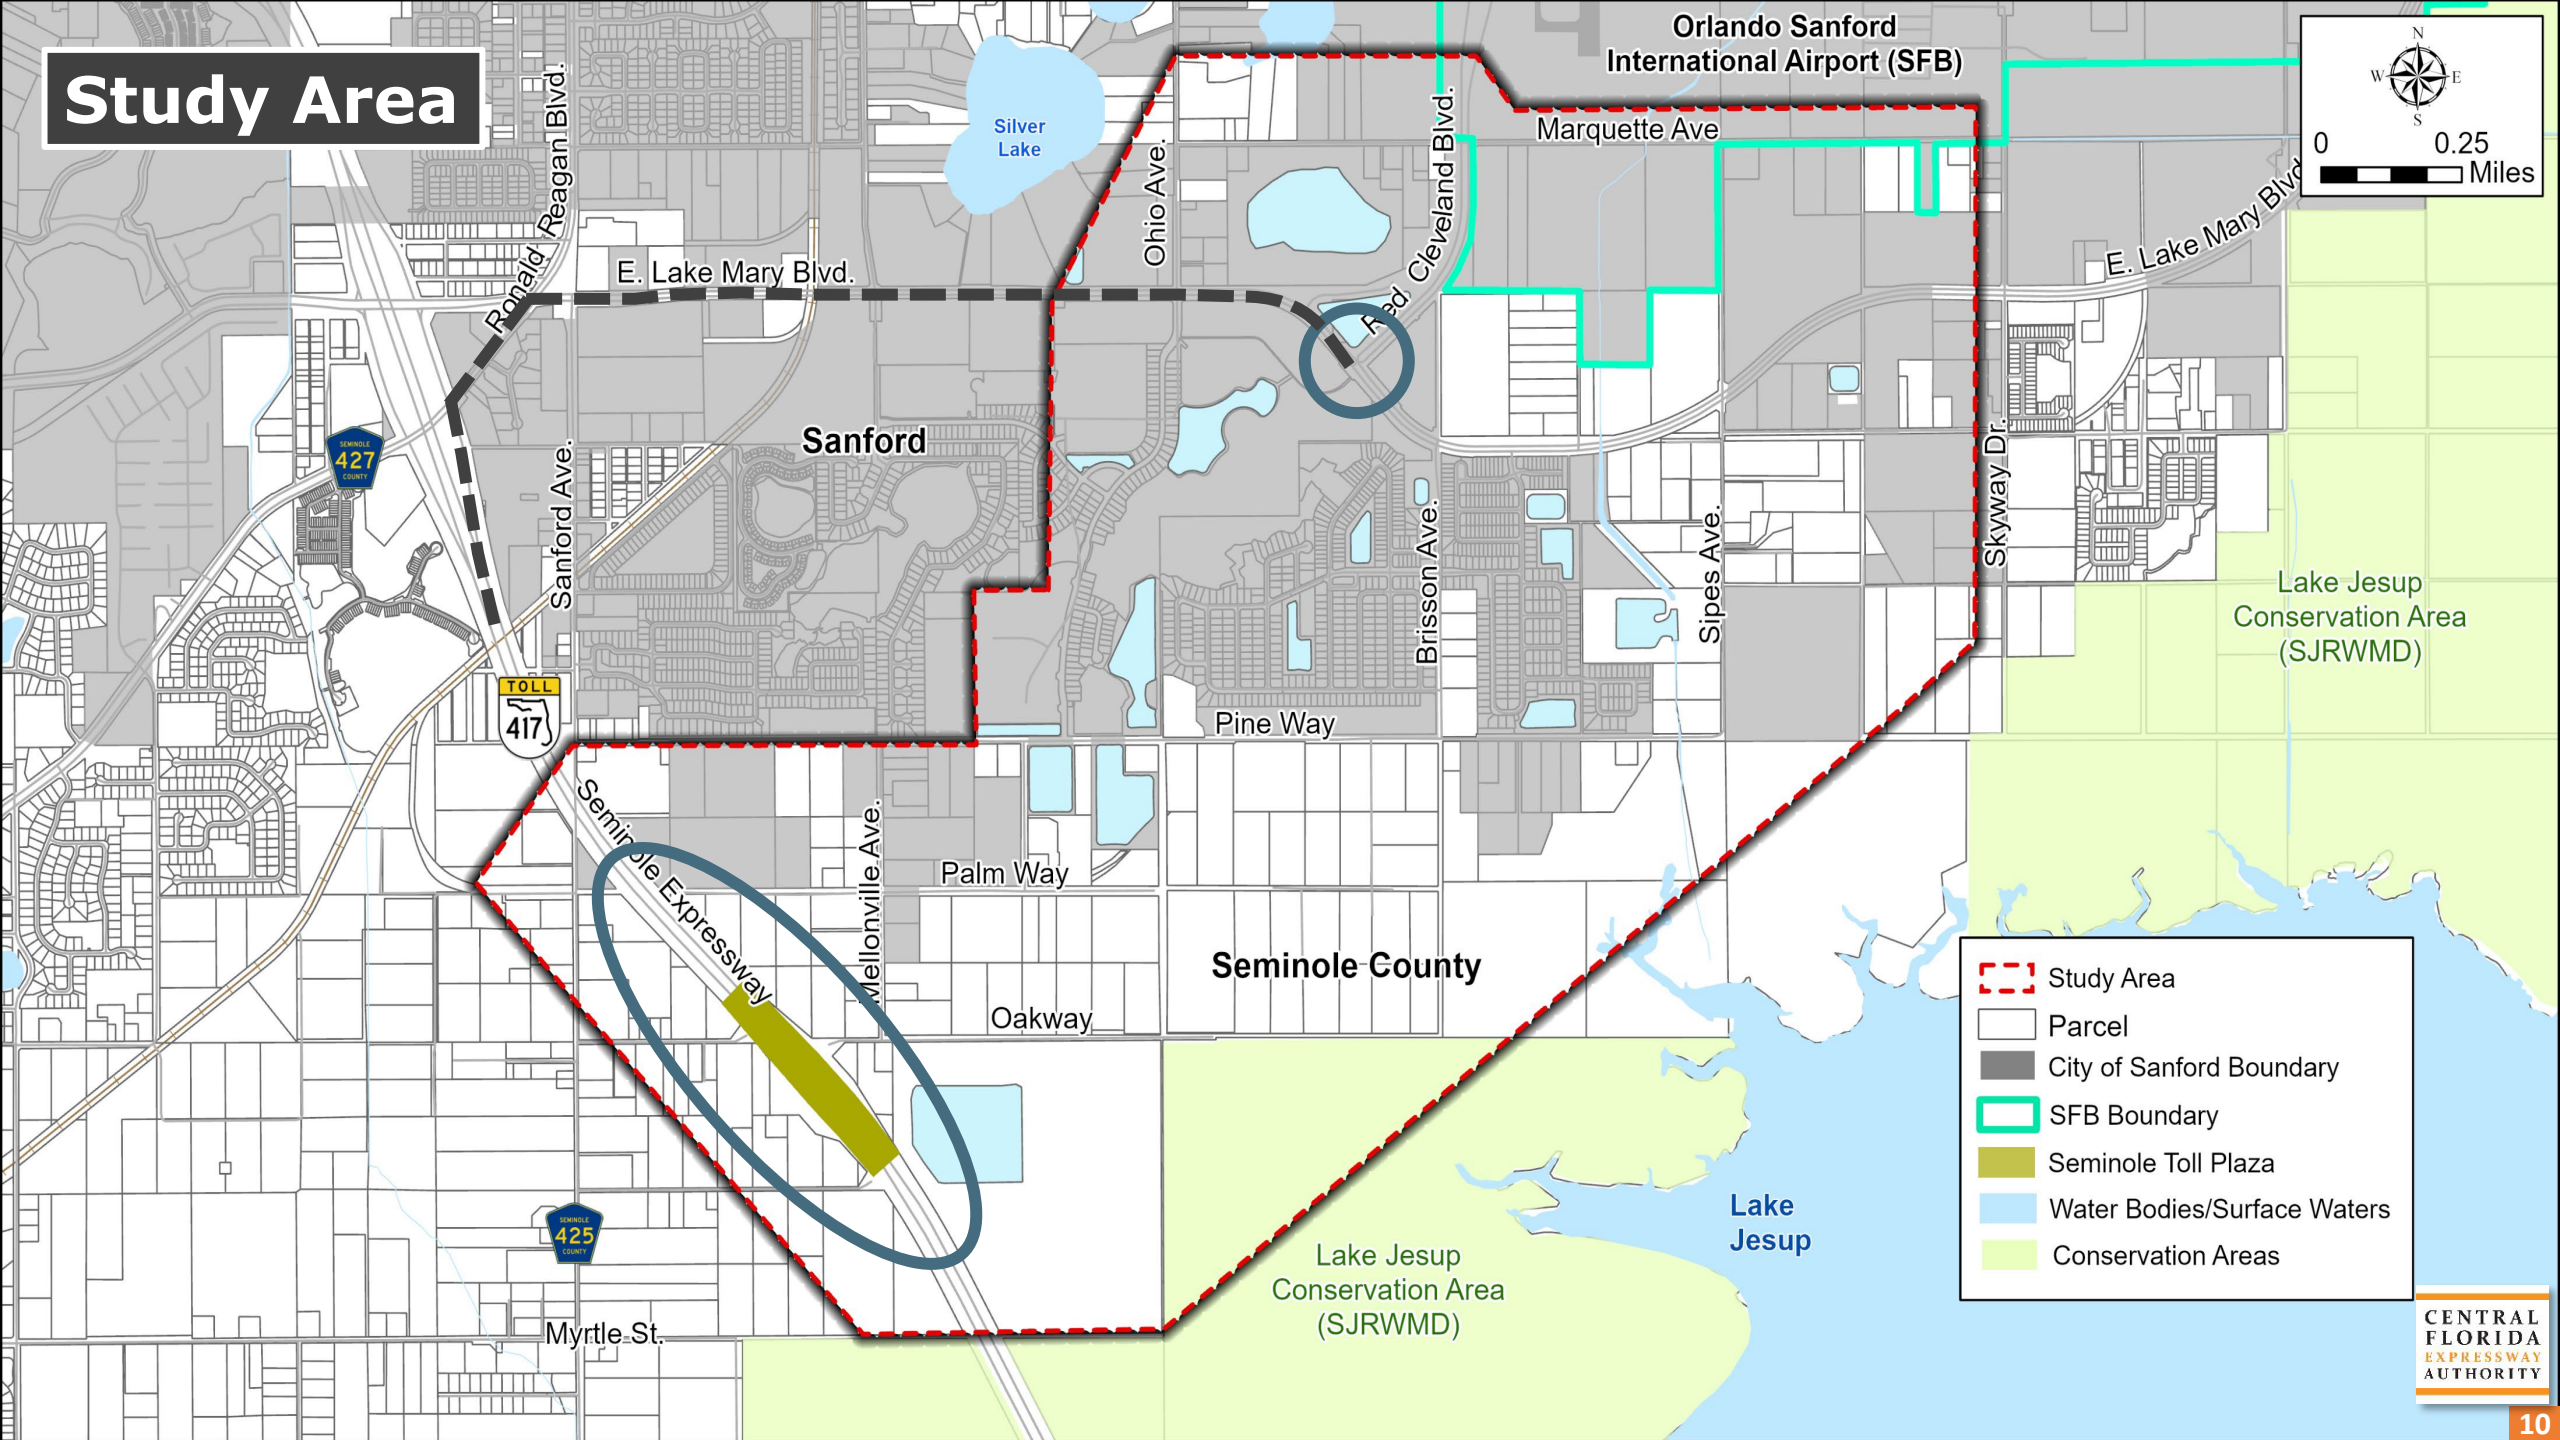 Study Area
Orlando Sanford
International Airport (SFB)
N
W
E
S
0
0.25
Miles
Silver
Lake
Marquette Ave
Ronald Reagan Blvd.
Ohio Ave.
Red Cleveland Blvd.
E. Lake Mary Blvd.
E. Lake Mary Blvd
Sanford
SEMINOLE
427
COUNTY
Sanford Ave.
Brisson Ave.
Sipes Ave.
Skyway Dr.
Lake Jesup
Conservation Area
(SJRWMD)
TOLL
417
Pine Way
Seminole Expressway
Mellonville Ave.
Palm Way
Seminole County
Oakway
Study Area
Parcel
City of Sanford Boundary
SFB Boundary
Seminole Toll Plaza
Water Bodies/Surface Waters
Conservation Areas
SEMINOLE
425
COUNTY
Lake
Jesup
Lake Jesup
Conservation Area
(SJRWMD)
Myrtle St.
CENTRAL
FLORIDA
EXPRESSWAY
AUTHORITY
10